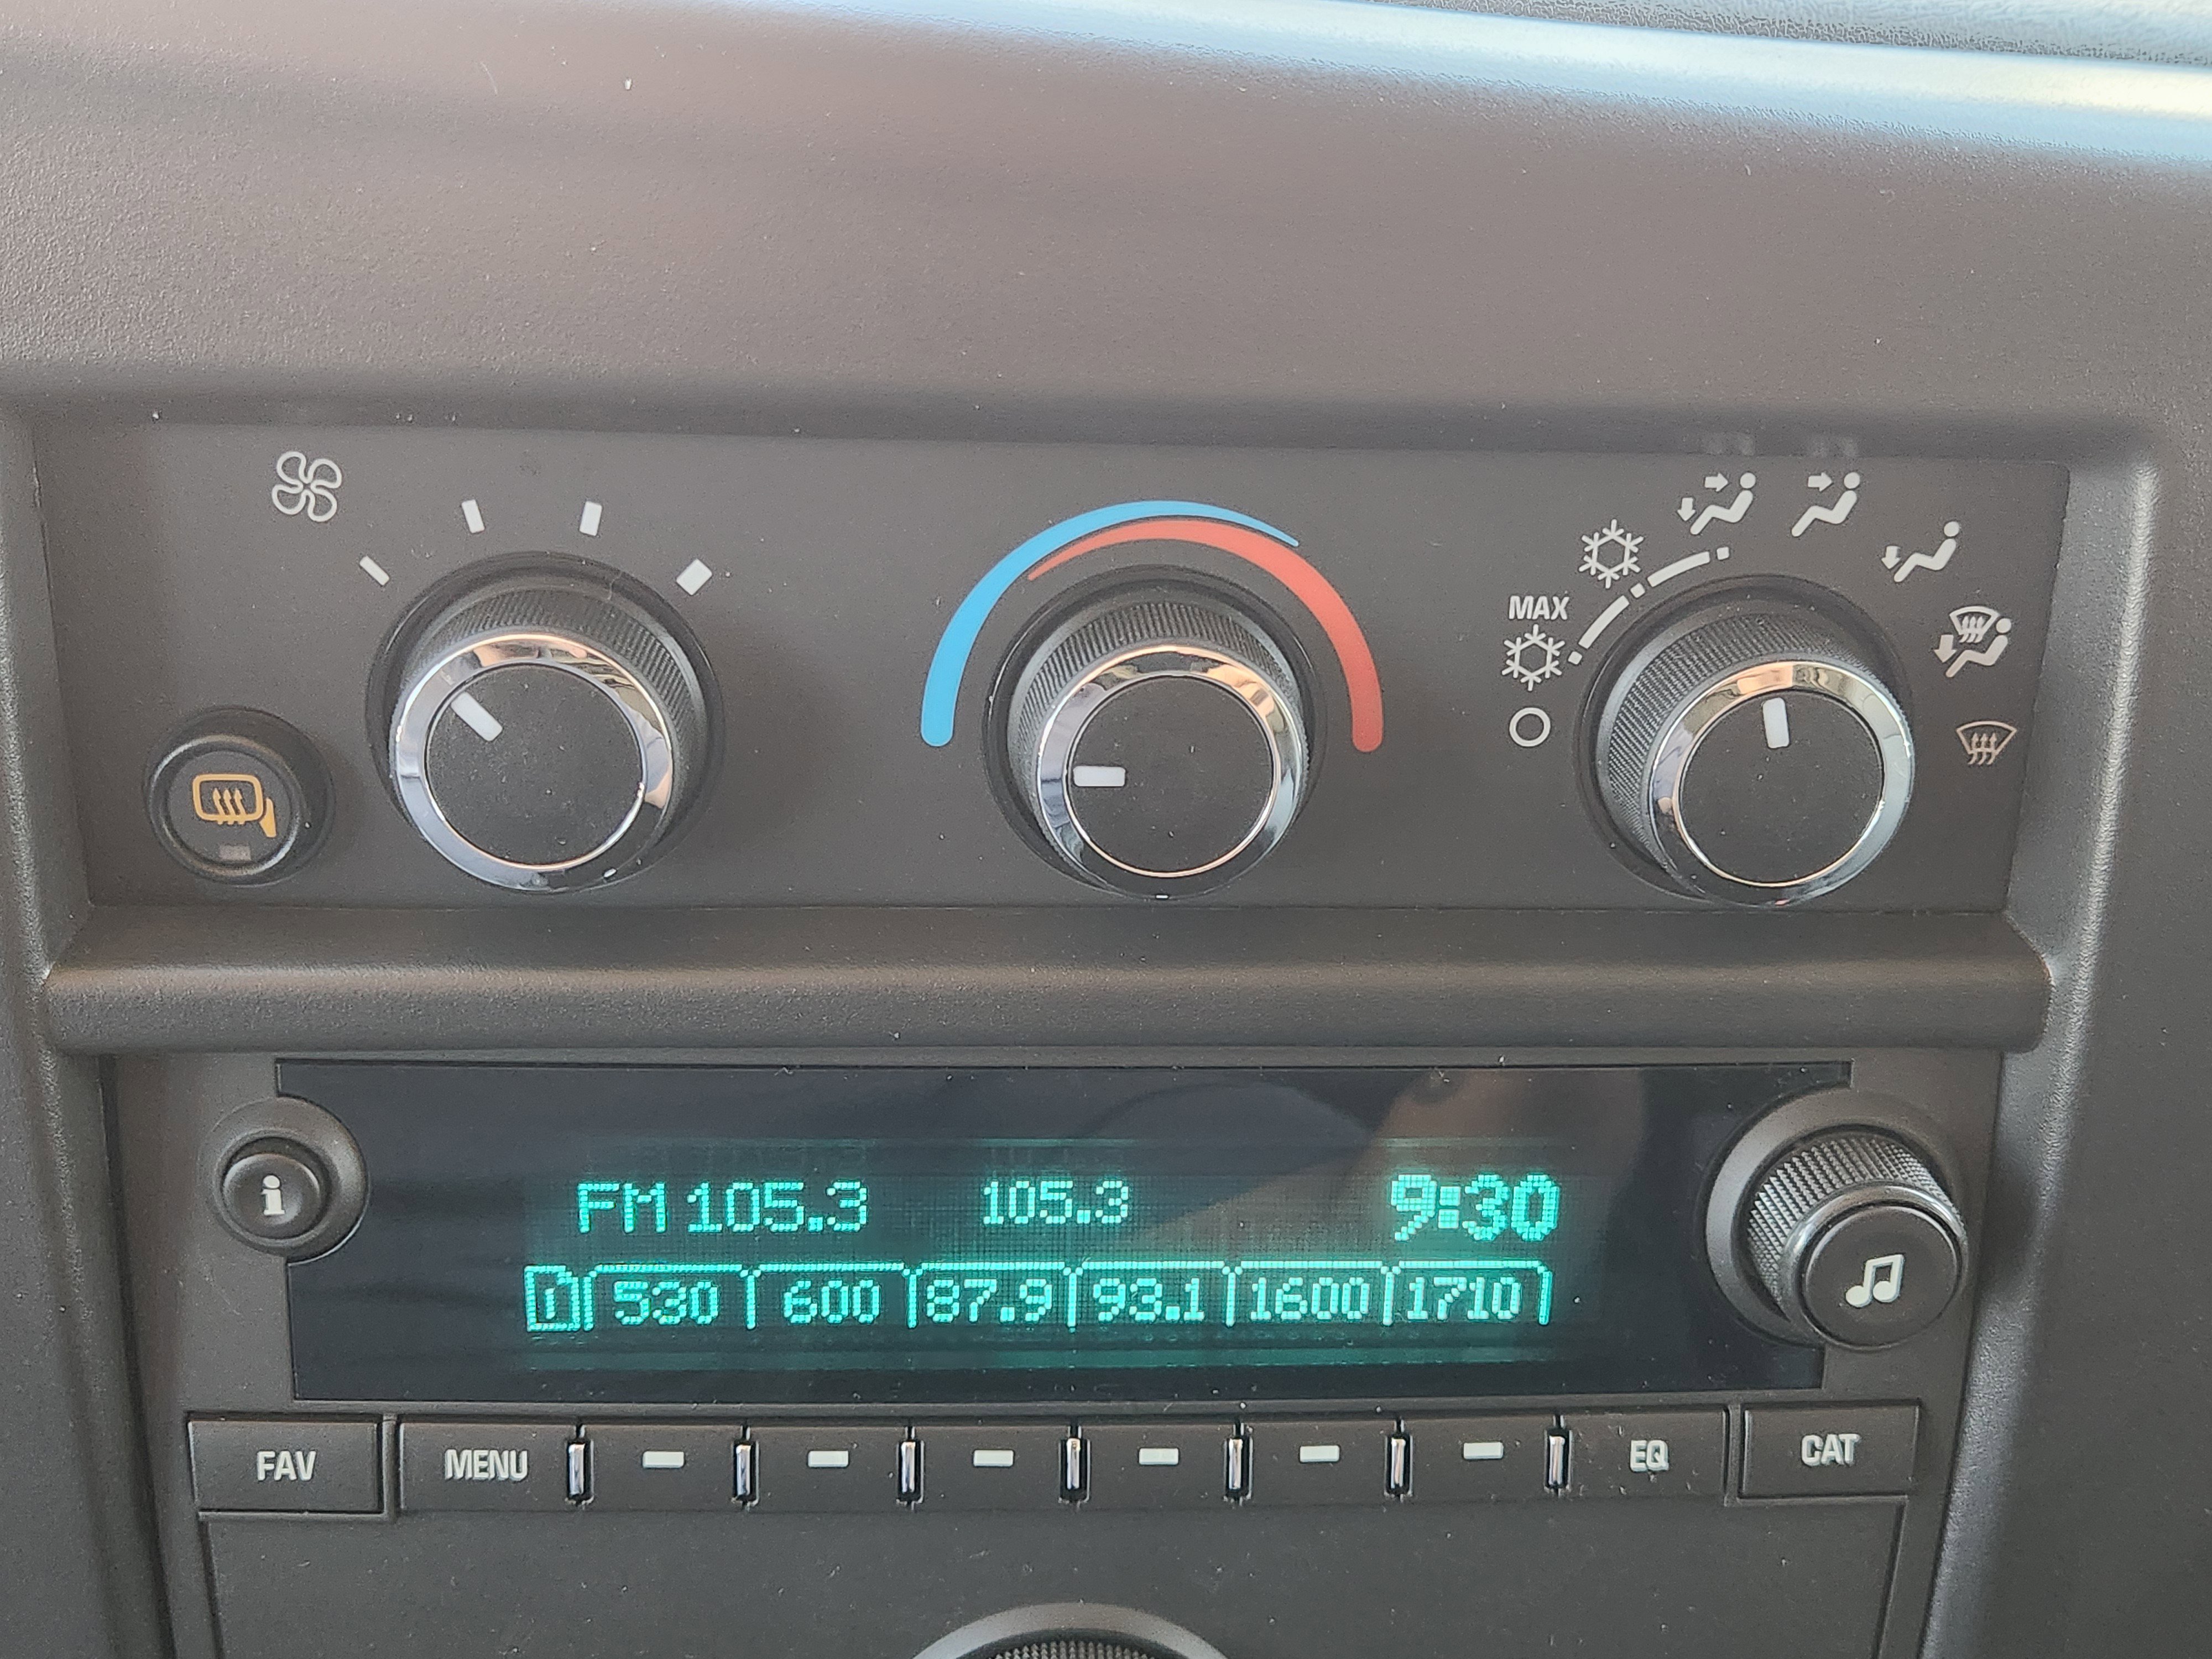 MAX
i
FM 105.3 105.3 9:30
1 530 600 87.9 93.1 1600 1710
FAV MENU EQ CAT